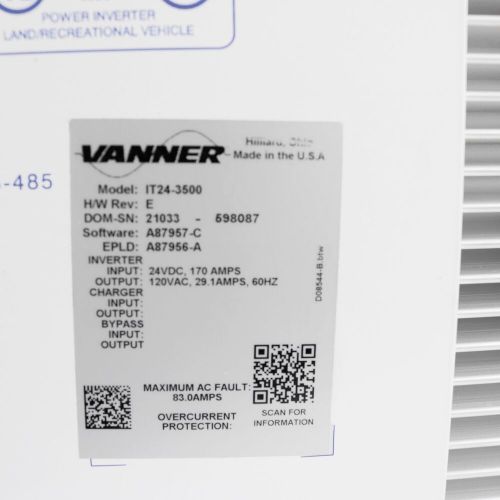 POWER INVERTER
LAND/RECREATIONAL VEHICLE
-485
VANNER
Hilliard, Ohio
Made in the U.S.A
Model: IT24-3500
H/W Rev: E
DOM-SN: 21033 - 598087
Software: A87957-C
EPLD: A87956-A
INVERTER
INPUT: 24VDC, 170 AMPS
OUTPUT: 120VAC, 29.1AMPS, 60HZ
CHARGER
INPUT:
OUTPUT:
BYPASS
INPUT:
OUTPUT
D08544-B.btw
MAXIMUM AC FAULT:
83.0AMPS
OVERCURRENT
PROTECTION:
SCAN FOR
INFORMATION